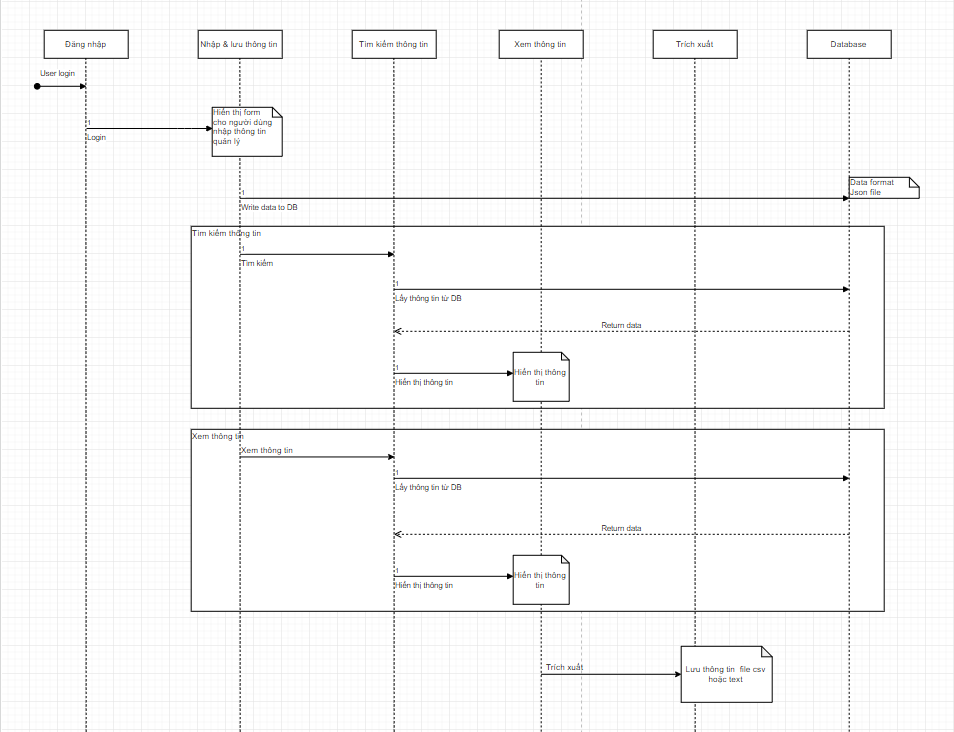 Đăng nhập
Nhập & lưu thông tin
Tìm kiếm thông tin
Xem thông tin
Trích xuất
Database
User login
Hiển thị form
cho người dùng
nhập thông tin
quản lý
1
Login
Data format
Json file
1
Write data to DB
Tìm kiếm thông tin
1
Tìm kiếm
1
Lấy thông tin từ DB
Return data
1
Hiển thị thông tin
Hiển thị thông
tin
Xem thông tin
Xem thông tin
1
Lấy thông tin từ DB
Return data
1
Hiển thị thông tin
Hiển thị thông
tin
Trích xuất
Lưu thông tin file csv
hoặc text